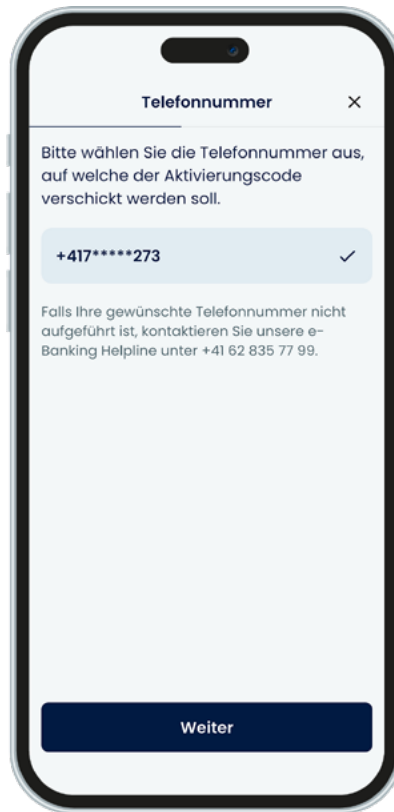 Telefonnummer
Bitte wählen Sie die Telefonnummer aus,
auf welche der Aktivierungscode
verschickt werden soll.
+417*****273
Falls Ihre gewünschte Telefonnummer nicht
aufgeführt ist, kontaktieren Sie unsere e-
Banking Helpline unter +41 62 835 77 99.
Weiter